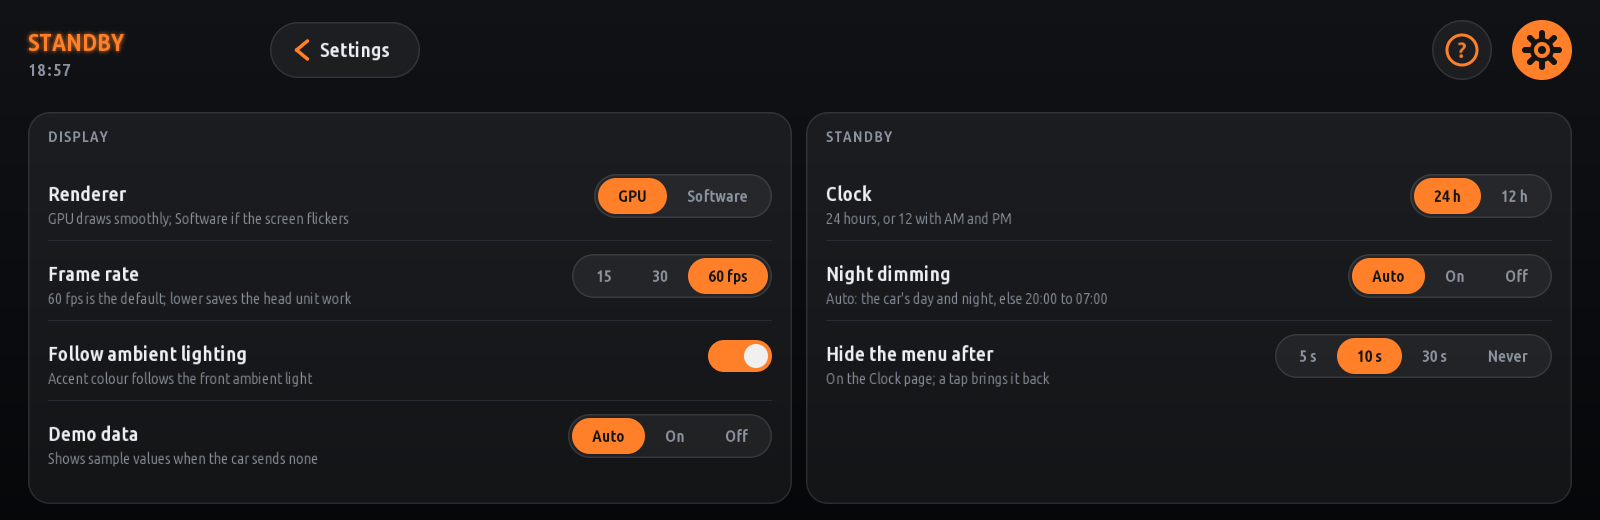 STANDBY
18:57
Settings
?
DISPLAY
Renderer
GPU draws smoothly; Software if the screen flickers
GPU Software
Frame rate
60 fps is the default; lower saves the head unit work
15 30 60 fps
Follow ambient lighting
Accent colour follows the front ambient light
Demo data
Shows sample values when the car sends none
Auto On Off
STANDBY
Clock
24 hours, or 12 with AM and PM
24 h 12 h
Night dimming
Auto: the car's day and night, else 20:00 to 07:00
Auto On Off
Hide the menu after
On the Clock page; a tap brings it back
5 s 10 s 30 s Never